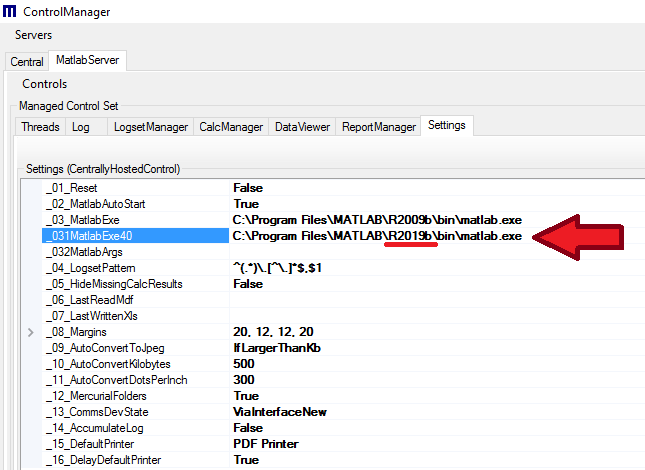 ControlManager
Servers
Central MatlabServer
Controls
Managed Control Set
Threads Log LogsetManager CalcManager DataViewer ReportManager Settings
Settings (CentrallyHostedControl)
_01_Reset False
_02_MatlabAutoStart True
_03_MatlabExe C:\Program Files\MATLAB\R2009b\bin\matlab.exe
_031MatlabExe40 C:\Program Files\MATLAB\R2019b\bin\matlab.exe
_032MatlabArgs
_04_LogsetPattern ^(.*)\.[^\.]*$,$1
_05_HideMissingCalcResults False
_06_LastReadMdf
_07_LastWrittenXls
_08_Margins 20, 12, 12, 20
_09_AutoConvertToJpeg IfLargerThanKb
_10_AutoConvertKilobytes 500
_11_AutoConvertDotsPerInch 300
_12_MercurialFolders True
_13_CommsDevState ViaInterfaceNew
_14_AccumulateLog False
_15_DefaultPrinter PDF Printer
_16_DelayDefaultPrinter True